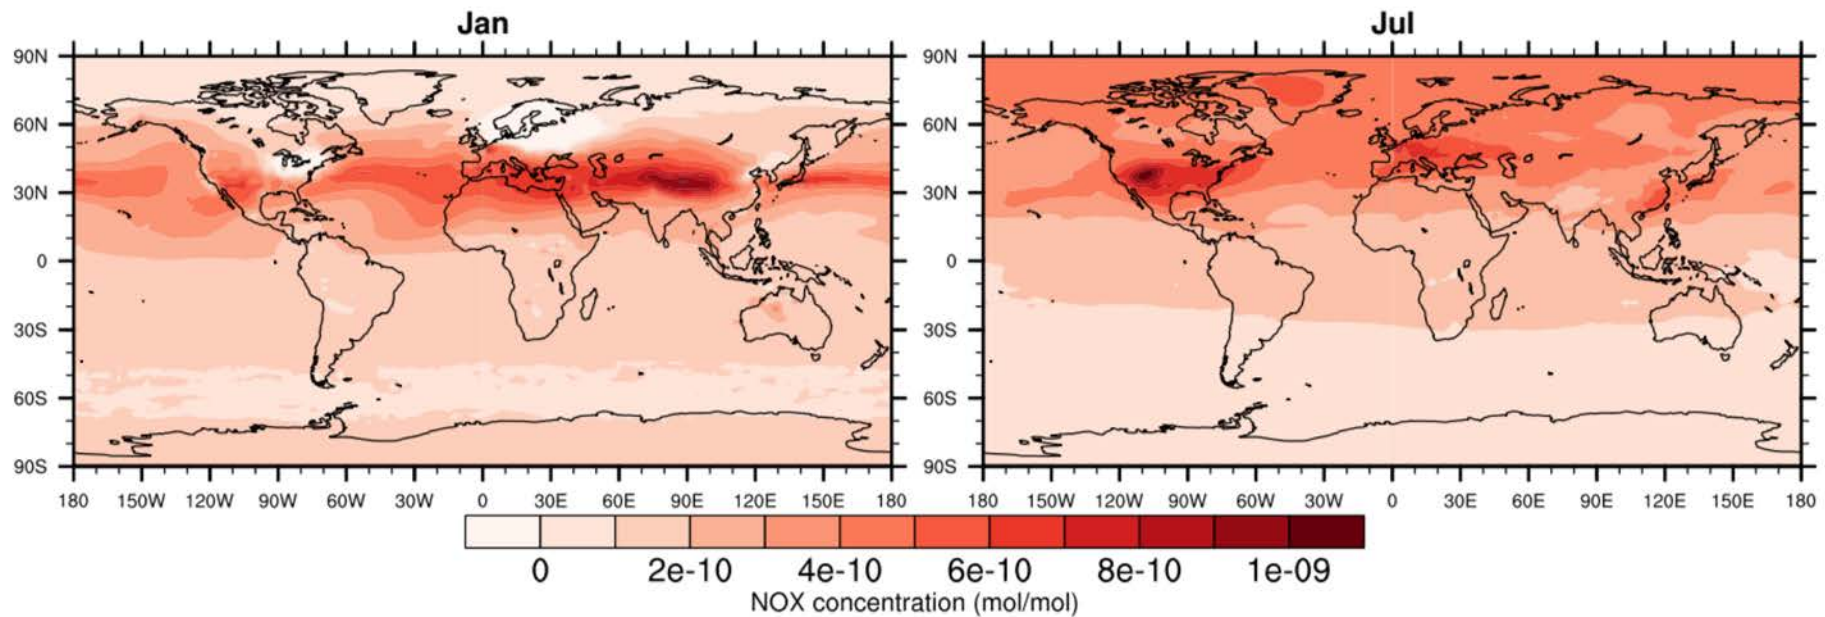 Jan Jul
90N 90N
60N 60N
30N 30N
0 0
30S 30S
60S 60S
90S 90S
180 150W 120W 90W 60W 30W 0 30E 60E 90E 120E 150E 180 180 150W 120W 90W 60W 30W 0 30E 60E 90E 120E 150E 180
0 2e-10 4e-10 6e-10 8e-10 1e-09
NOX concentration (mol/mol)